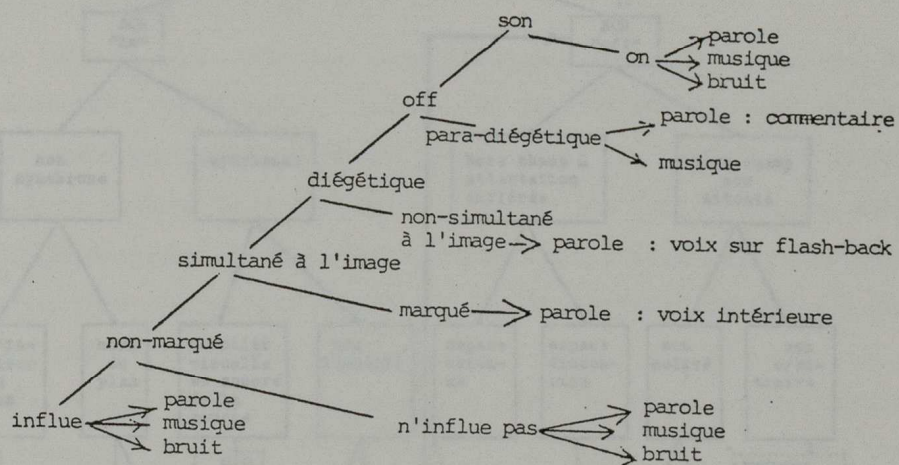 son
on
parole
musique
bruit
off
para-diégétique
parole : commentaire
musique
diégétique
non-simultané
à l'image
parole : voix sur flash-back
simultané à l'image
marqué
parole : voix intérieure
non-marqué
influe
parole
musique
bruit
n'influe pas
parole
musique
bruit